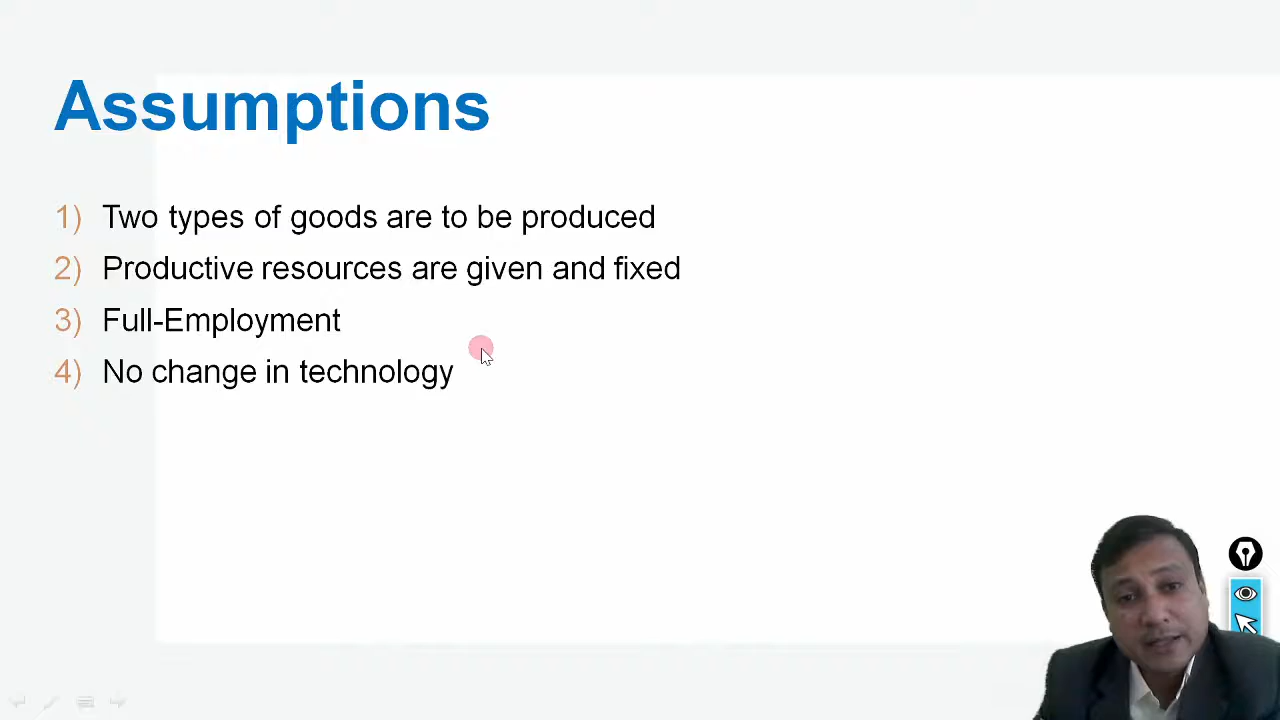 Assumptions
1) Two types of goods are to be produced
2) Productive resources are given and fixed
3) Full-Employment
4) No change in technology